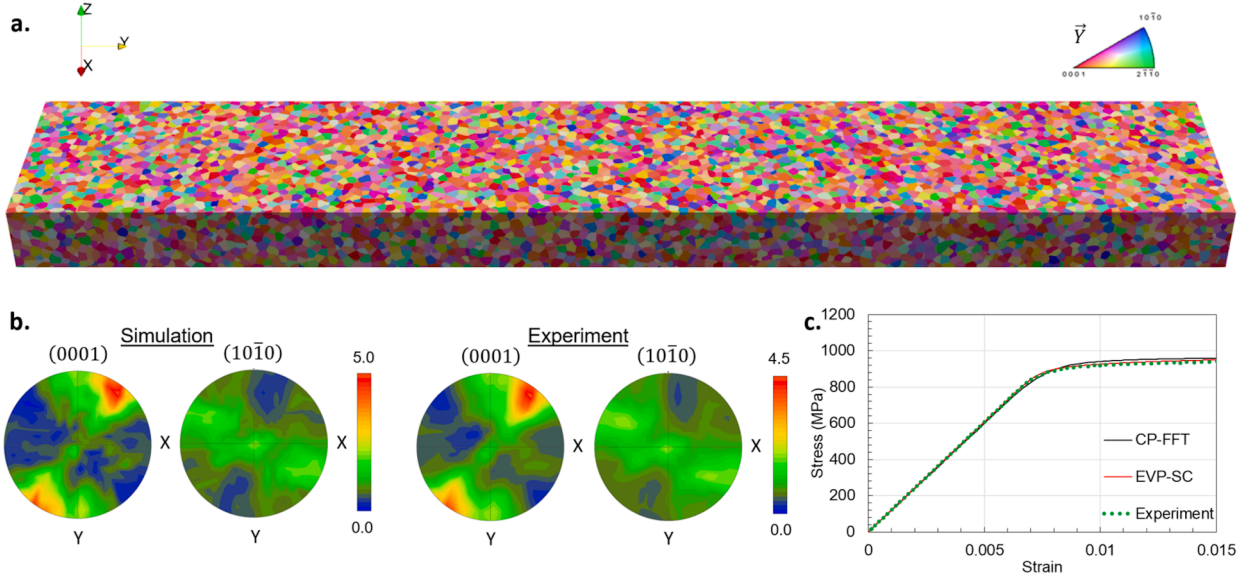 a.
Z
Y
X
Y⃗
101̅0
0001
21̅1̅0
b.
Simulation
(0001)
(101̅0)
5.0
X
X
0.0
Y
Y
Experiment
(0001)
(101̅0)
4.5
X
X
0.0
Y
Y
c.
1200
1000
800
600
400
200
0
Stress (MPa)
CP-FFT
EVP-SC
Experiment
0
0.005
0.01
0.015
Strain